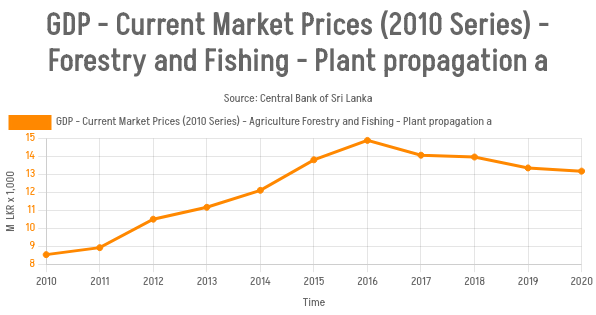 GDP - Current Market Prices (2010 Series) -
Forestry and Fishing - Plant propagation a
Source: Central Bank of Sri Lanka
GDP - Current Market Prices (2010 Series) - Agriculture Forestry and Fishing - Plant propagation a
M LKR x 1,000
15
14
13
12
11
10
9
8
2010 2011 2012 2013 2014 2015 2016 2017 2018 2019 2020
Time